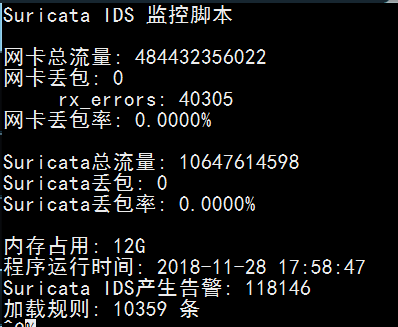 Suricata IDS 监控脚本
网卡总流量: 484432356022
网卡丢包: 0
rx_errors: 40305
网卡丢包率: 0.0000%
Suricata总流量: 10647614598
Suricata丢包: 0
Suricata丢包率: 0.0000%
内存占用: 12G
程序运行时间: 2018-11-28 17:58:47
Suricata IDS产生告警: 118146
加载规则: 10359 条